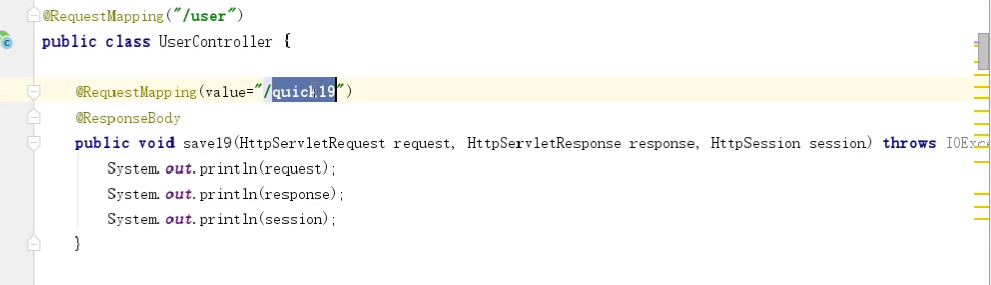 @RequestMapping("/user")
public class UserController {
@RequestMapping(value="/quick19")
@ResponseBody
public void save19(HttpServletRequest request, HttpServletResponse response, HttpSession session) throws IOExce
System.out.println(request);
System.out.println(response);
System.out.println(session);
}